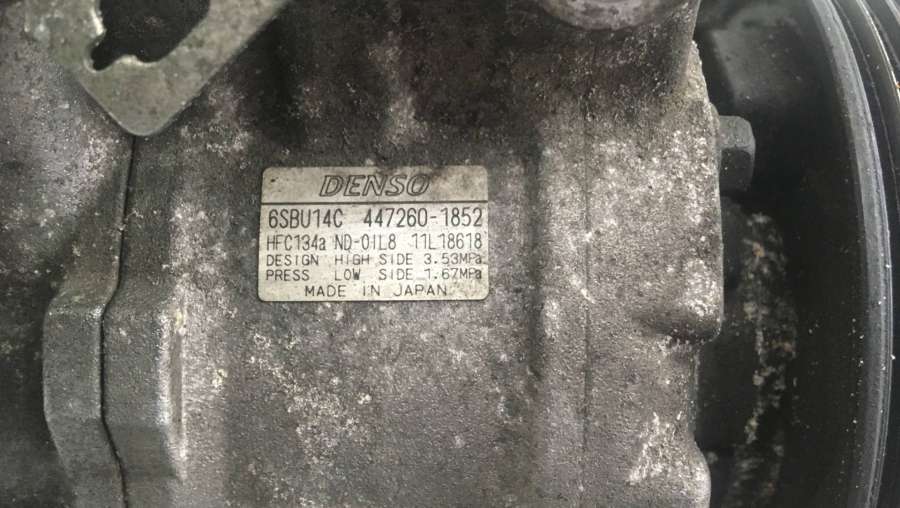 DENSO
6SBU14C 447260-1852
HFC134a ND-OIL8 11L18618
DESIGN HIGH SIDE 3.53MPa
PRESS LOW SIDE 1.67MPa
MADE IN JAPAN